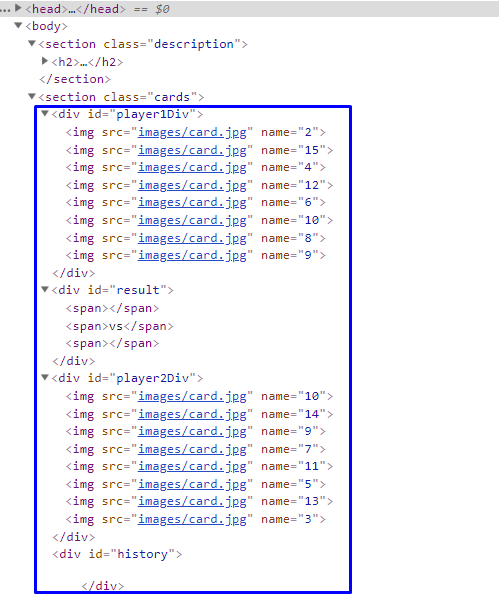 ... ▶<head>…</head> == $0
▼<body>
▼<section class="description">
▶<h2>…</h2>
</section>
▼<section class="cards">
▼<div id="player1Div">
<img src="images/card.jpg" name="2">
<img src="images/card.jpg" name="15">
<img src="images/card.jpg" name="4">
<img src="images/card.jpg" name="12">
<img src="images/card.jpg" name="6">
<img src="images/card.jpg" name="10">
<img src="images/card.jpg" name="8">
<img src="images/card.jpg" name="9">
</div>
▼<div id="result">
<span></span>
<span>vs</span>
<span></span>
</div>
▼<div id="player2Div">
<img src="images/card.jpg" name="10">
<img src="images/card.jpg" name="14">
<img src="images/card.jpg" name="9">
<img src="images/card.jpg" name="7">
<img src="images/card.jpg" name="11">
<img src="images/card.jpg" name="5">
<img src="images/card.jpg" name="13">
<img src="images/card.jpg" name="3">
</div>
<div id="history">
</div>